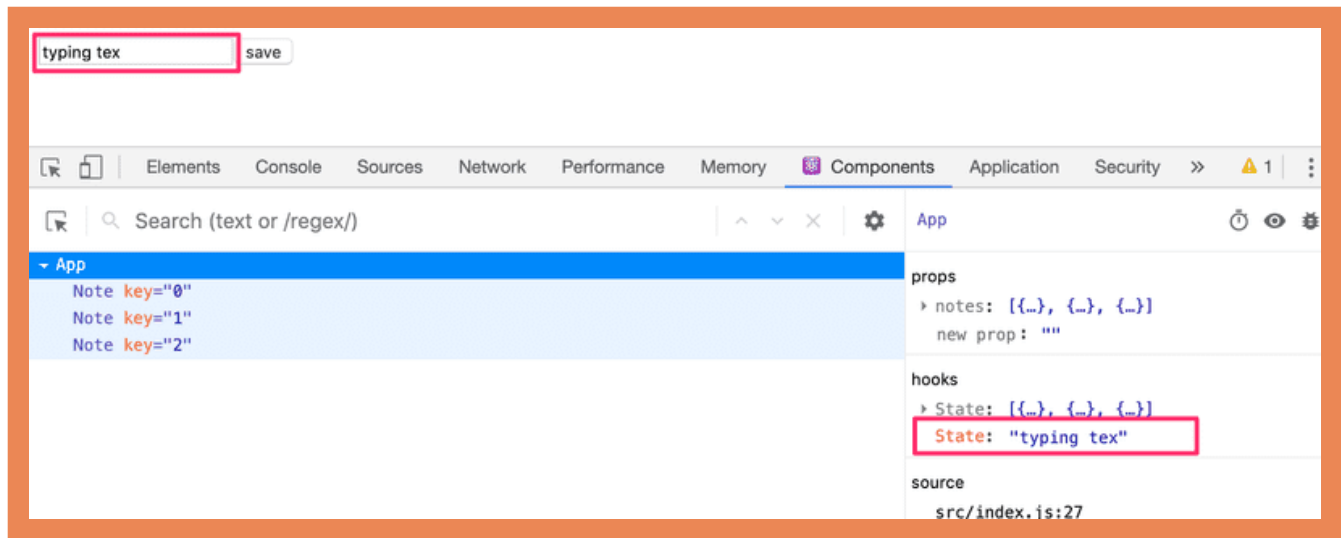 typing tex save
Elements Console Sources Network Performance Memory Components Application Security » 1
Search (text or /regex/) App
App
Note key="0"
Note key="1"
Note key="2"
props
notes: [{…}, {…}, {…}]
new prop: ""
hooks
State: [{…}, {…}, {…}]
State: "typing tex"
source
src/index.js:27